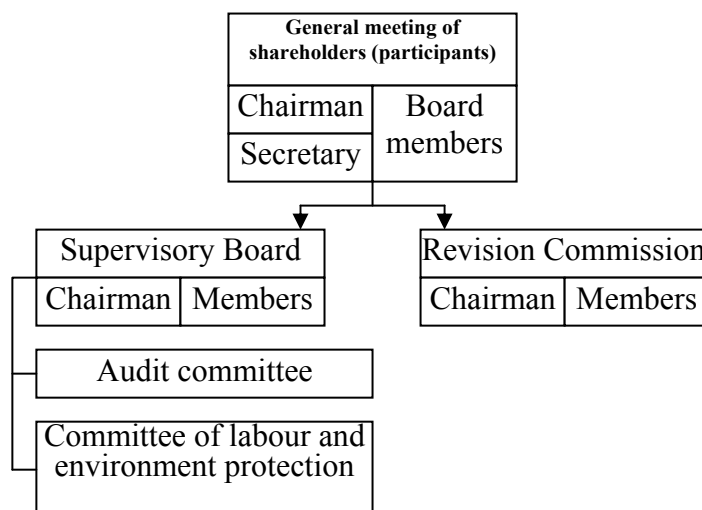 General meeting of
shareholders (participants)
Chairman
Board
members
Secretary
Supervisory Board
Chairman
Members
Revision Commission
Chairman
Members
Audit committee
Committee of labour and
environment protection